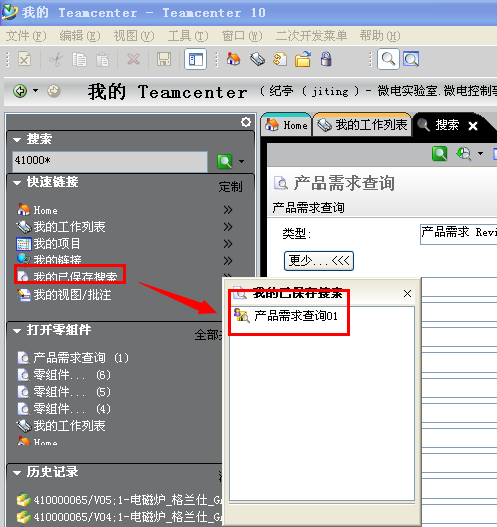 我的 Teamcenter - Teamcenter 10
文件(F) 编辑(E) 视图(V) 工具(T) 窗口(W) 二次开发菜单 帮助(H)
我的 Teamcenter ( 纪亭 ( jiting ) - 微电实验室.微电控制
搜索
41000*
快速链接 定制
Home
我的工作列表
我的项目
我的链接
我的已保存搜索
我的视图/批注
打开零组件 全部
产品需求查询 (1)
零组件... (6)
零组件... (5)
零组件... (4)
我的工作列表
Home
历史记录
410000065/V05;1-电磁炉_格兰仕_G
410000065/V04;1-电磁炉_格兰仕_G
Home 我的工作列表 搜索
产品需求查询
产品需求查询
类型: 产品需求 Revi
更少...<<<
我的已保存搜索
产品需求查询01